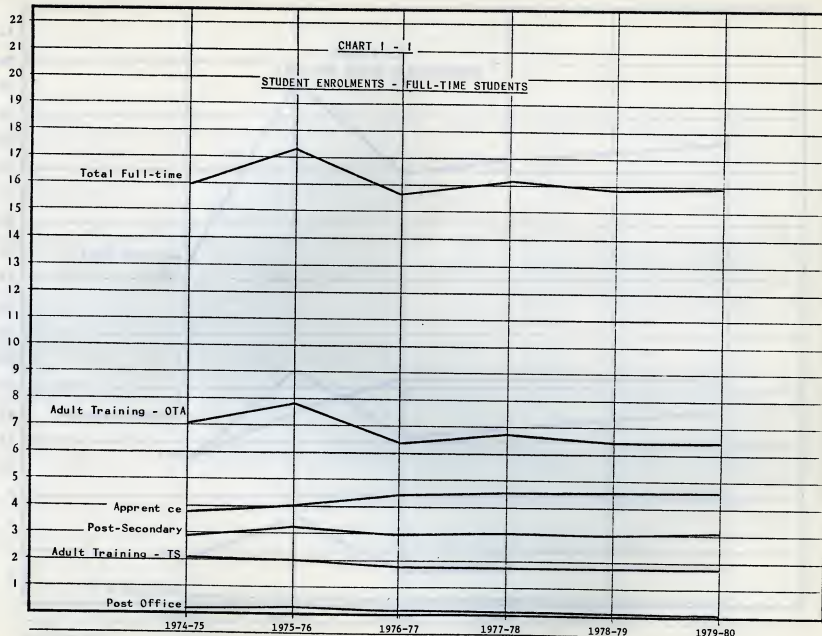 CHART I - I
STUDENT ENROLMENTS - FULL-TIME STUDENTS
22
21
20
19
18
17
16
15
14
13
12
11
10
9
8
7
6
5
4
3
2
1
Total Full-time
Adult Training - OTA
Apprent ce
Post-Secondary
Adult Training - TS
Post Office
1974-75 1975-76 1976-77 1977-78 1978-79 1979-80